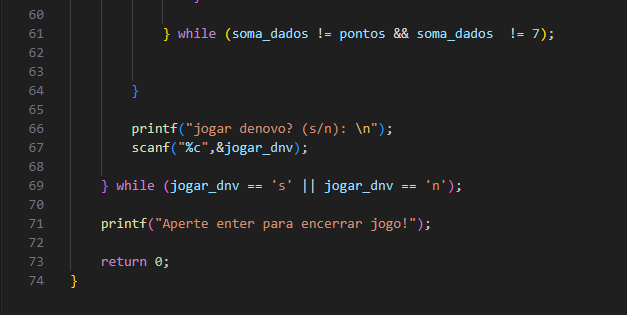 60
61 } while (soma_dados != pontos && soma_dados  != 7);
62
63
64 }
65
66 printf("jogar denovo? (s/n): \n");
67 scanf("%c",&jogar_dnv);
68
69 } while (jogar_dnv == 's' || jogar_dnv == 'n');
70
71 printf("Aperte enter para encerrar jogo!");
72
73 return 0;
74 }